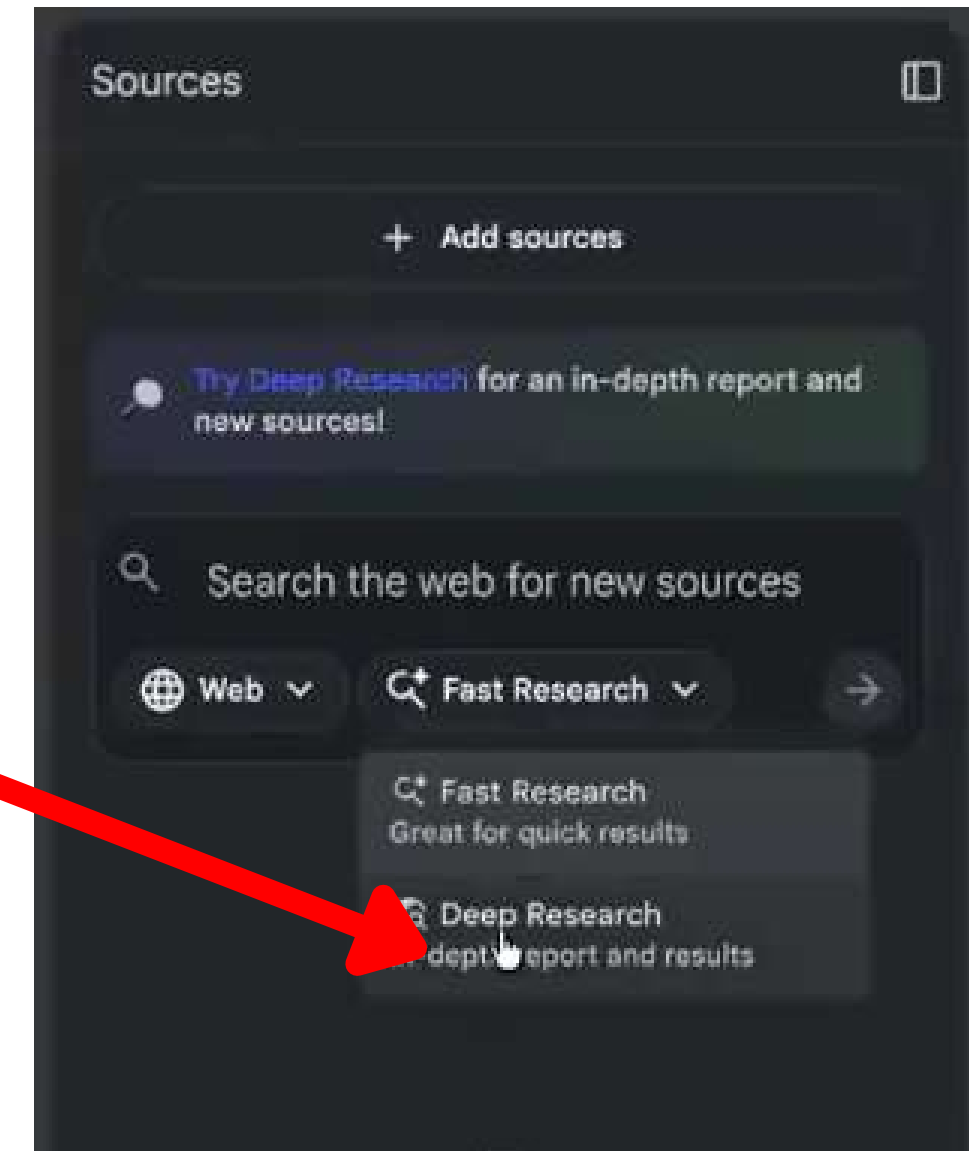 Sources
+ Add sources
Try Deep Research for an in-depth report and
new sources!
Search the web for new sources
Web
Fast Research
Fast Research
Great for quick results
Deep Research
report and results